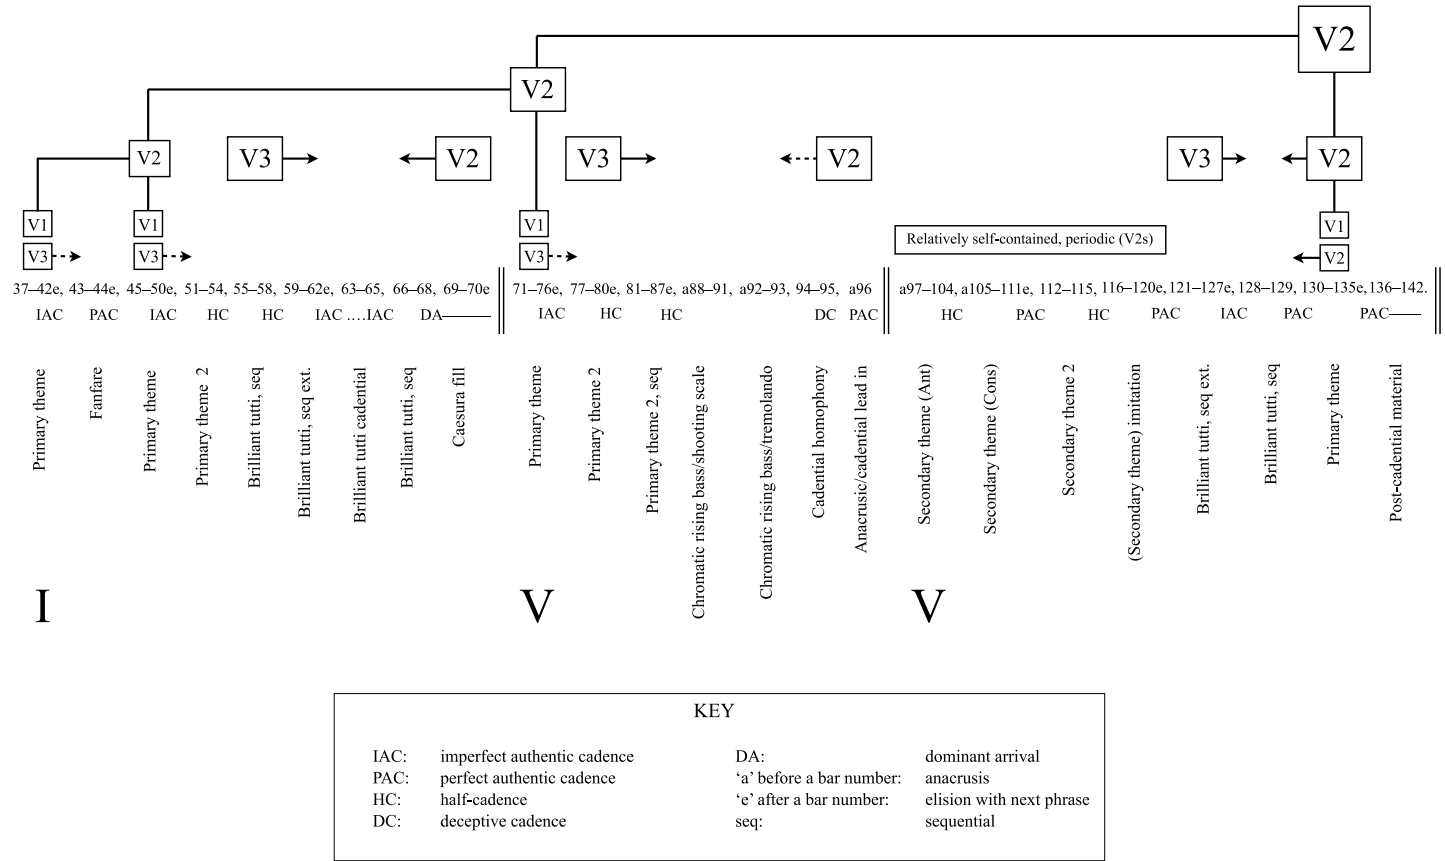 V2
V2
V2
V3
V2
V3
V2
V3
V2
V1
V1
V1
V1
V3
V3
V3
V2
Relatively self-contained, periodic (V2s)
37–42e, 43–44e, 45–50e, 51–54, 55–58, 59–62e, 63–65, 66–68, 69–70e
71–76e, 77–80e, 81–87e, a88–91, a92–93, 94–95, a96
a97–104, a105–111e, 112–115, 116–120e, 121–127e, 128–129, 130–135e, 136–142.
IAC PAC IAC HC HC IAC ....IAC DA
IAC HC HC DC PAC
HC PAC HC PAC IAC PAC PAC
Primary theme
Fanfare
Primary theme
Primary theme 2
Brilliant tutti, seq
Brilliant tutti, seq ext.
Brilliant tutti cadential
Brilliant tutti, seq
Caesura fill
Primary theme
Primary theme 2
Primary theme 2, seq
Chromatic rising bass/shooting scale
Chromatic rising bass/tremolando
Cadential homophony
Anacrusic/cadential lead in
Secondary theme (Ant)
Secondary theme (Cons)
Secondary theme 2
(Secondary theme) imitation
Brilliant tutti, seq ext.
Brilliant tutti, seq
Primary theme
Post-cadential material
I
V
V
KEY
IAC: imperfect authentic cadence
PAC: perfect authentic cadence
HC: half-cadence
DC: deceptive cadence
DA: dominant arrival
‘a’ before a bar number: anacrusis
‘e’ after a bar number: elision with next phrase
seq: sequential